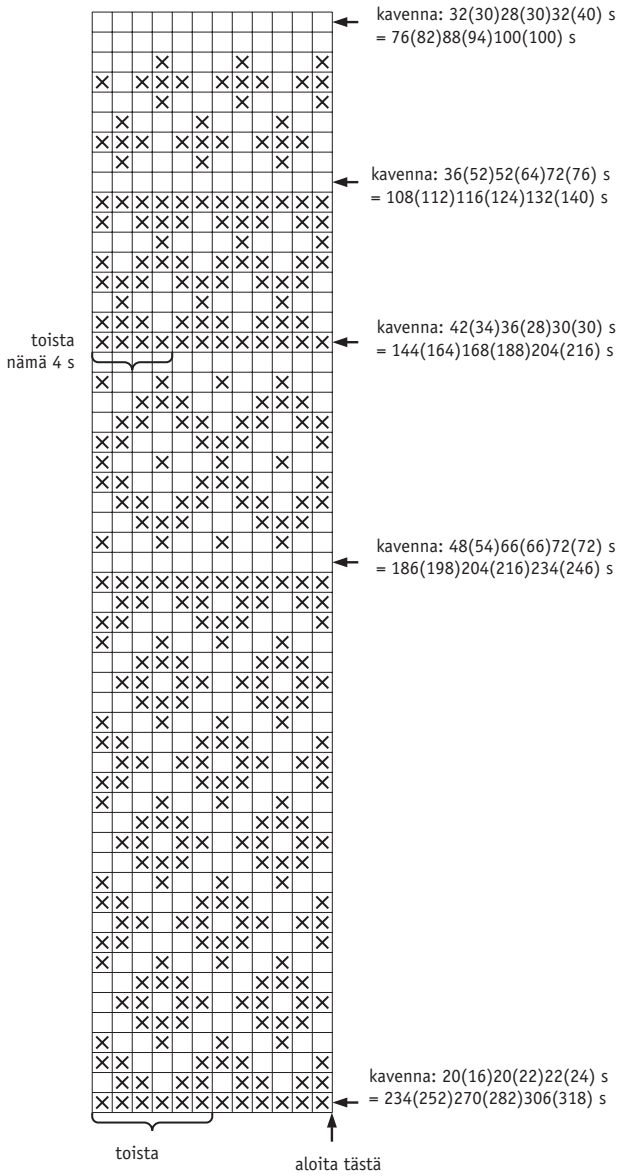 kavenna: 32(30)28(30)32(40) s
= 76(82)88(94)100(100) s
kavenna: 36(52)52(64)72(76) s
= 108(112)116(124)132(140) s
toista
nämä 4 s
kavenna: 42(34)36(28)30(30) s
= 144(164)168(188)204(216) s
kavenna: 48(54)66(66)72(72) s
= 186(198)204(216)234(246) s
kavenna: 20(16)20(22)22(24) s
= 234(252)270(282)306(318) s
toista
aloita tästä